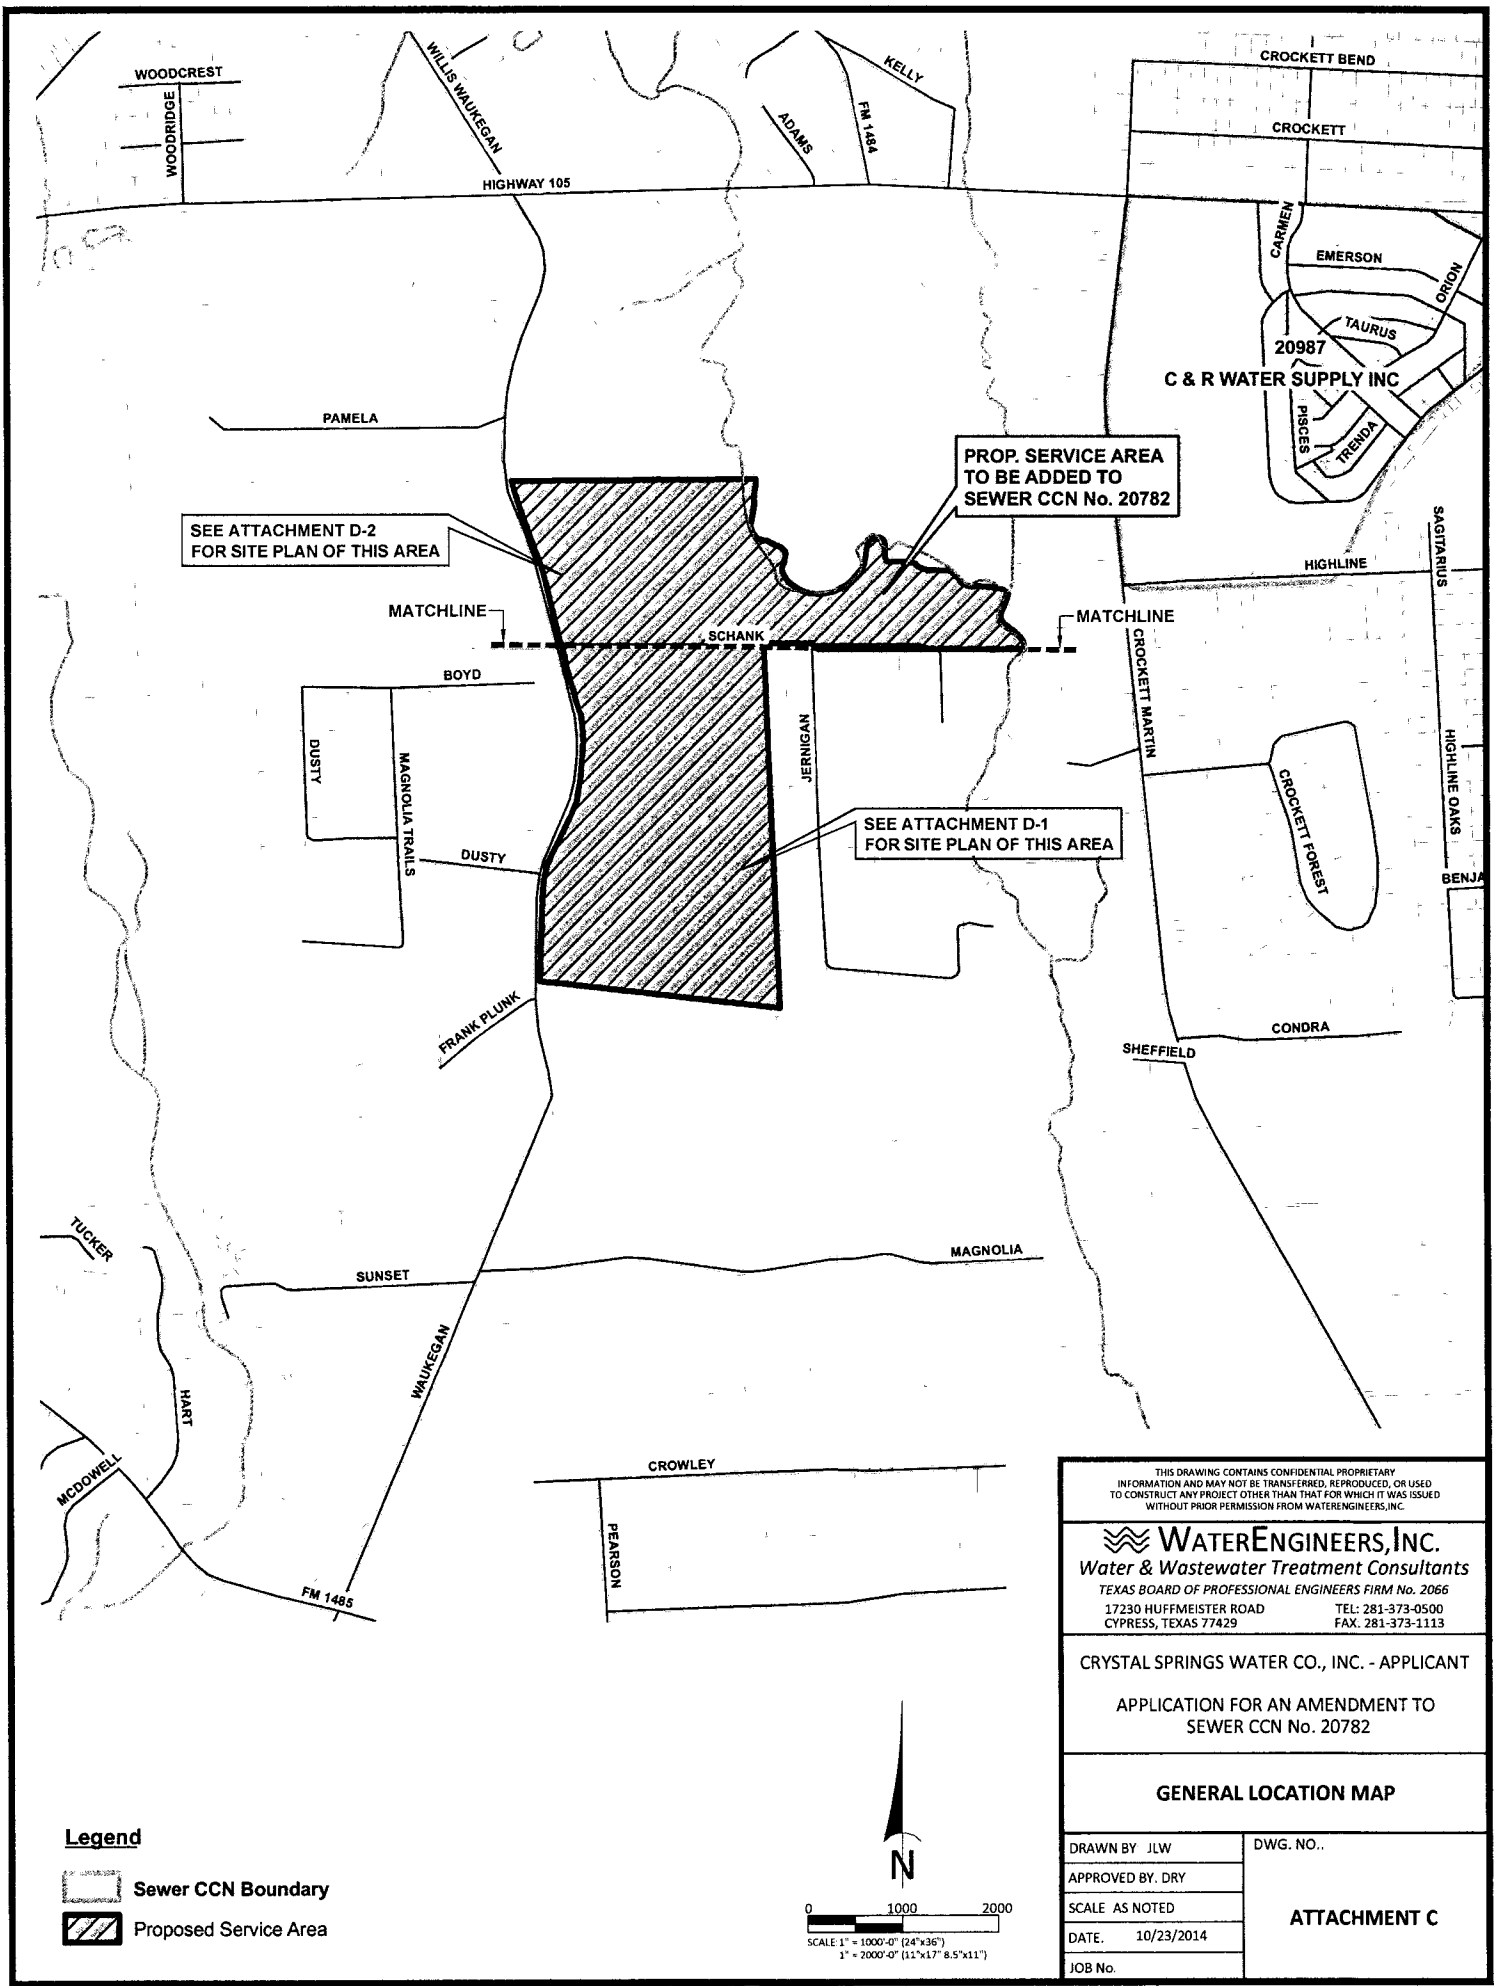 WOODCREST
WOODRIDGE
WILLIS WAUKEGAN
KELLY
ADAMS
FM 1484
CROCKETT BEND
CROCKETT
HIGHWAY 105
CARMEN
EMERSON
ORION
TAURUS
20987
C & R WATER SUPPLY INC
PISCES
TRENDA
PAMELA
PROP. SERVICE AREA
TO BE ADDED TO
SEWER CCN No. 20782
SEE ATTACHMENT D-2
FOR SITE PLAN OF THIS AREA
SAGITARIUS
HIGHLINE
MATCHLINE
SCHANK
MATCHLINE
CROCKETT MARTIN
BOYD
DUSTY
MAGNOLIA TRAILS
JERNIGAN
HIGHLINE OAKS
CROCKETT FOREST
SEE ATTACHMENT D-1
FOR SITE PLAN OF THIS AREA
DUSTY
BENJA
FRANK PLUNK
CONDRA
SHEFFIELD
TUCKER
MAGNOLIA
SUNSET
WAUKEGAN
HART
MCDOWELL
CROWLEY
PEARSON
FM 1485
THIS DRAWING CONTAINS CONFIDENTIAL PROPRIETARY
INFORMATION AND MAY NOT BE TRANSFERRED, REPRODUCED, OR USED
TO CONSTRUCT ANY PROJECT OTHER THAN THAT FOR WHICH IT WAS ISSUED
WITHOUT PRIOR PERMISSION FROM WATERENGINEERS,INC.
WATERENGINEERS,INC.
Water & Wastewater Treatment Consultants
TEXAS BOARD OF PROFESSIONAL ENGINEERS FIRM No. 2066
17230 HUFFMEISTER ROAD TEL: 281-373-0500
CYPRESS, TEXAS 77429 FAX. 281-373-1113
CRYSTAL SPRINGS WATER CO., INC. - APPLICANT
APPLICATION FOR AN AMENDMENT TO
SEWER CCN No. 20782
GENERAL LOCATION MAP
DRAWN BY JLW
APPROVED BY. DRY
SCALE AS NOTED
DATE. 10/23/2014
JOB No.
DWG. NO..
ATTACHMENT C
Legend
Sewer CCN Boundary
Proposed Service Area
N
0 1000 2000
SCALE: 1" = 1000'-0" (24"x36")
1" = 2000'-0" (11"x17" 8.5"x11")